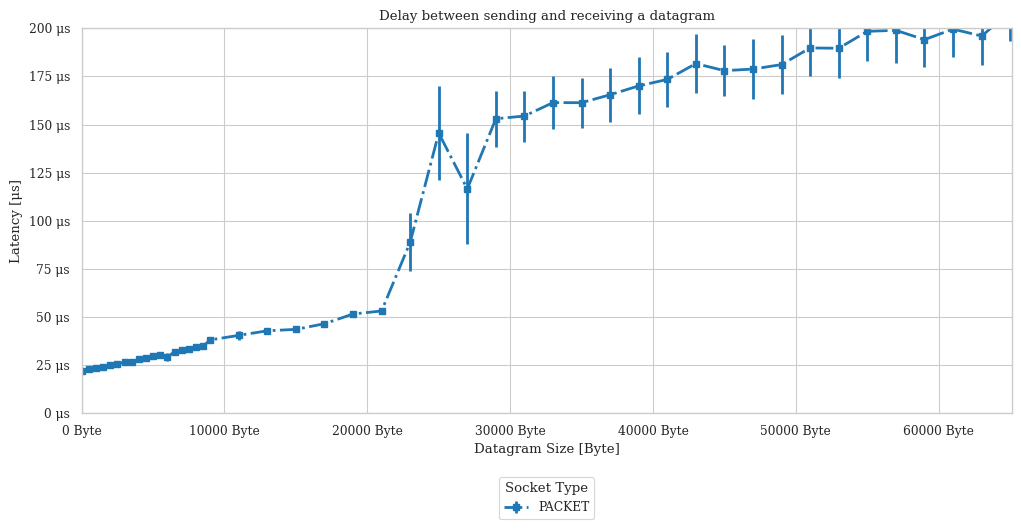 Delay between sending and receiving a datagram
200 µs
175 µs
150 µs
125 µs
100 µs
75 µs
50 µs
25 µs
0 µs
Latency [µs]
0 Byte 10000 Byte 20000 Byte 30000 Byte 40000 Byte 50000 Byte 60000 Byte
Datagram Size [Byte]
Socket Type
PACKET